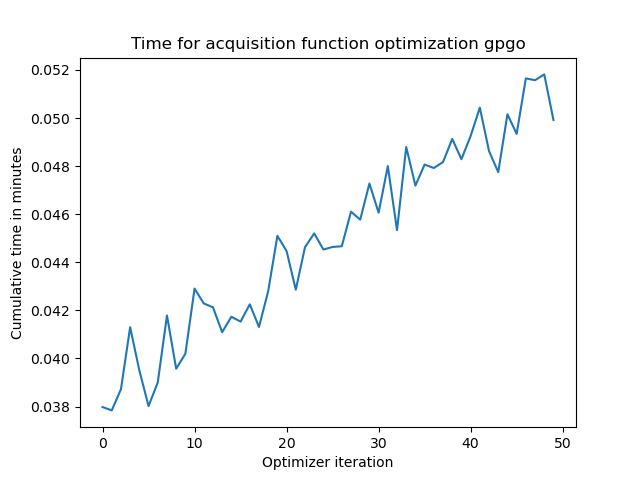 Time for acquisition function optimization gpgo
0.052
0.050
0.048
0.046
0.044
0.042
0.040
0.038
Cumulative time in minutes
0 10 20 30 40 50
Optimizer iteration